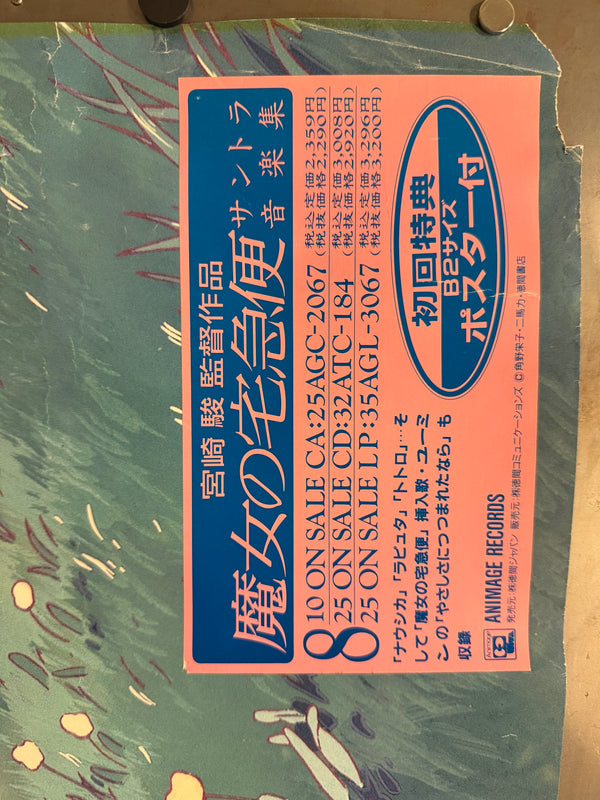 宮崎 駿 監督作品
魔女の宅急便 サントラ音楽集
8/10 ON SALE CA:25AGC-2067 税込定価2,359円(税抜価格2,290円)
8/25 ON SALE CD:32ATC-184 税込定価3,008円(税抜価格2,920円)
8/25 ON SALE LP:35AGL-3067 税込定価3,296円(税抜価格3,200円)
「ナウシカ」「ラピュタ」「トトロ」…そ
して「魔女の宅急便」挿入歌・ユーミ
ンの「やさしさにつつまれたなら」も
収録
初回特典
B2サイズ
ポスター付
Animage
ANIMAGE RECORDS
発売元:㈱徳間ジャパン 販売元:㈱徳間コミュニケーションズ ©角野栄子・二馬力・徳間書店